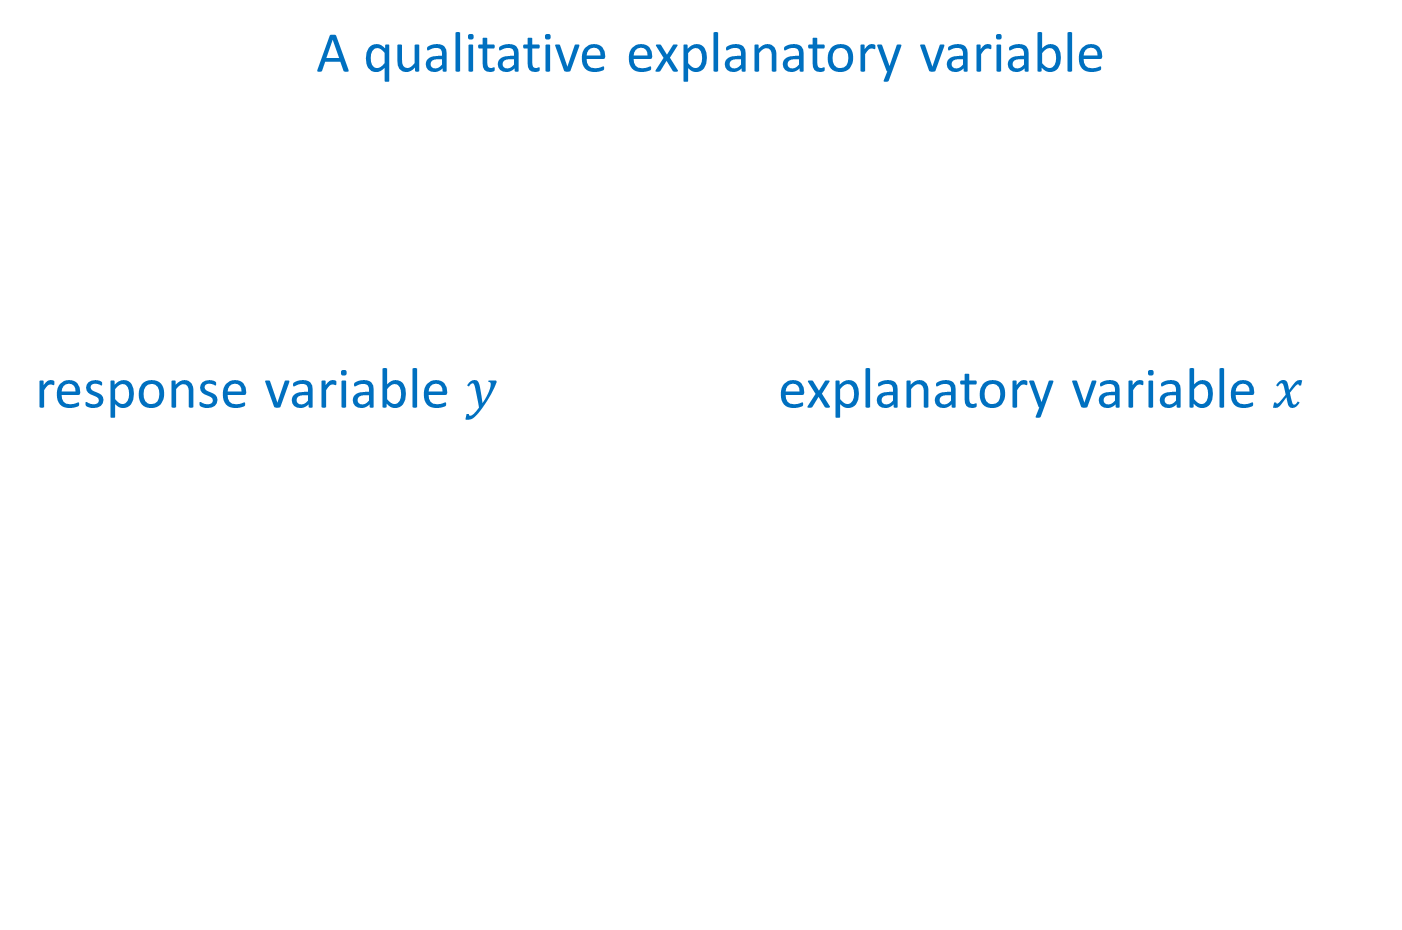 A qualitative explanatory variable
response variable y
explanatory variable x